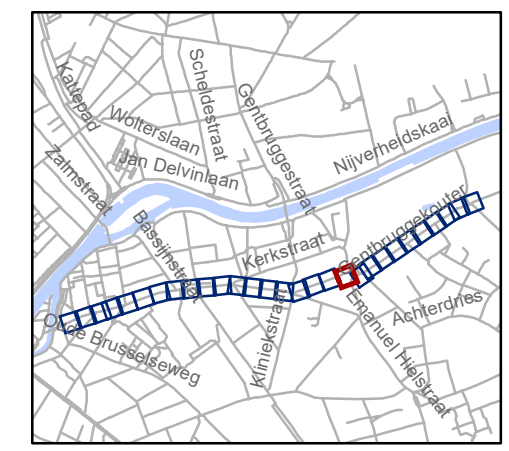 Kattepad
Scheldestraat
Gentbruggestraat
Wolterslaan
Jan Delvinlaan
Nijverheidskaai
Zalmstraat
Bassijnstraat
Kerkstraat
Gentbruggekouter
Achterdries
Oude Brusselseweg
Kliniekstraat
Emanuel Hielstraat